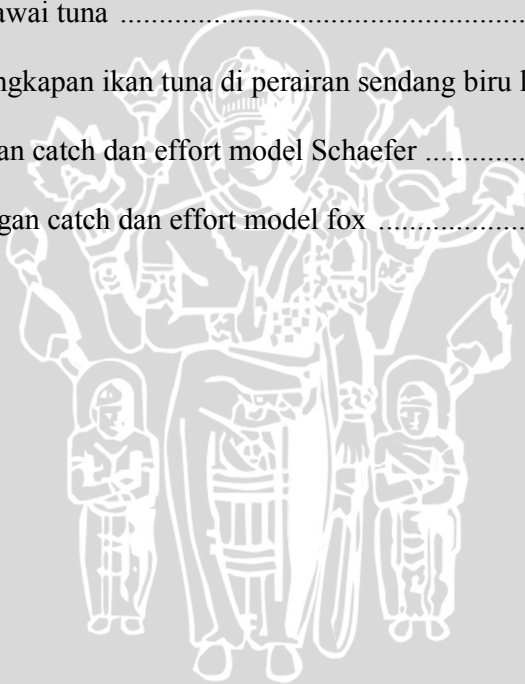 awai tuna ................................................
ngkapan ikan tuna di perairan sendang biru
an catch dan effort model Schaefer ..............
gan catch dan effort model fox ....................